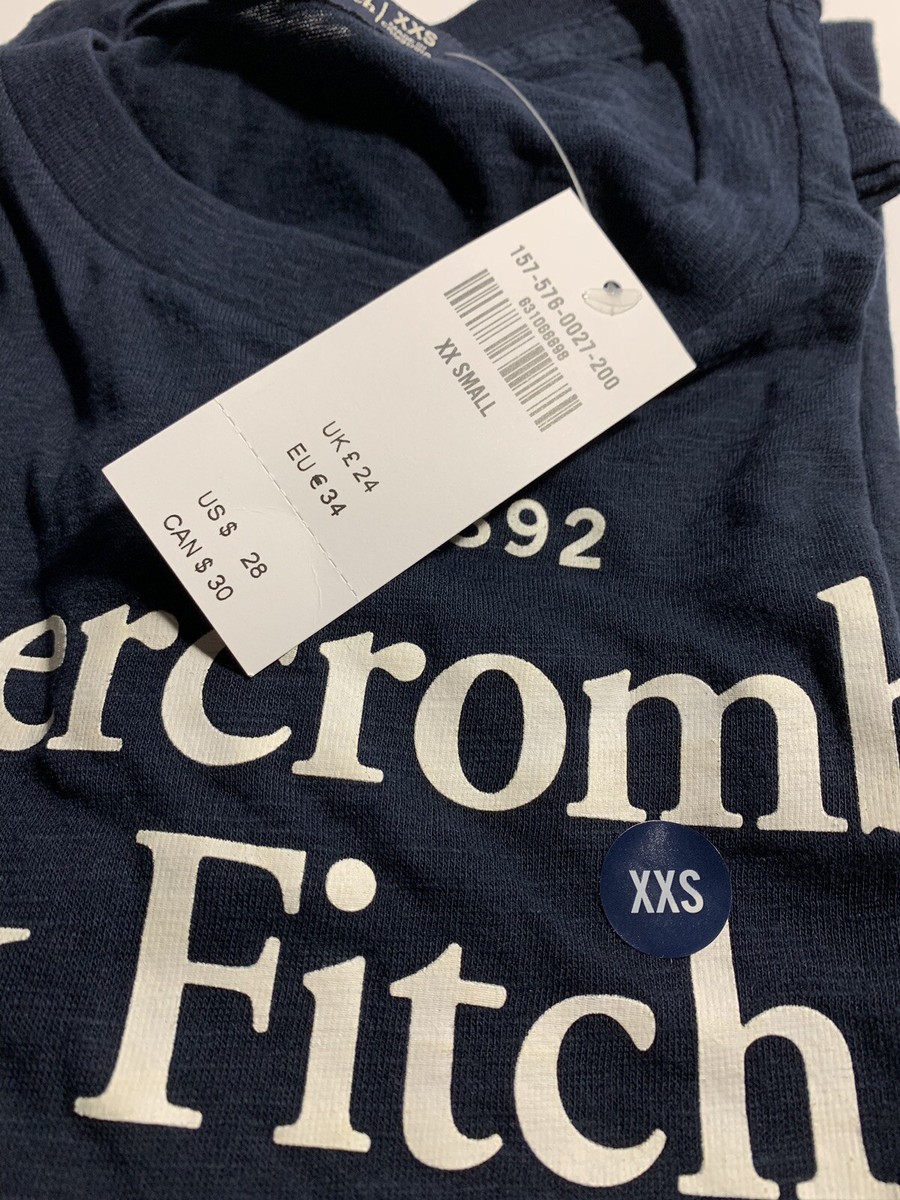 XXS
157-576-0027-200
631066698
XX SMALL
UK £ 24
EU € 34
US $ 28
CAN $ 30
892
ercromb
Fitch
XXS